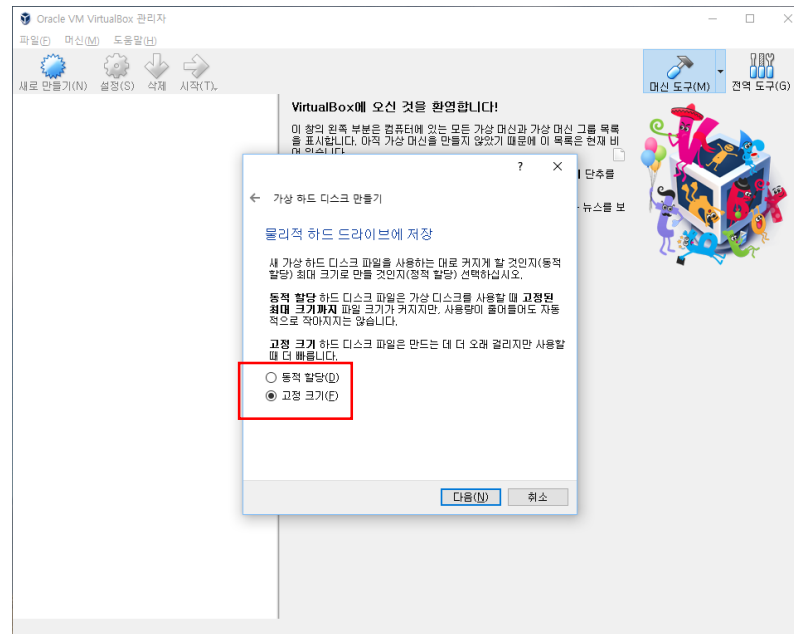 Oracle VM VirtualBox 관리자
파일(F) 머신(M) 도움말(H)
새로 만들기(N) 설정(S) 삭제 시작(T)
머신 도구(M) 전역 도구(G)
VirtualBox에 오신 것을 환영합니다!
이 창의 왼쪽 부분은 컴퓨터에 있는 모든 가상 머신과 가상 머신 그룹 목록
을 표시합니다. 아직 가상 머신을 만들지 않았기 때문에 이 목록은 현재 비
어 있습니다.
단추를
뉴스를 보
? ×
← 가상 하드 디스크 만들기
물리적 하드 드라이브에 저장
새 가상 하드 디스크 파일을 사용하는 대로 커지게 할 것인지(동적
할당) 최대 크기로 만들 것인지(정적 할당) 선택하십시오.
동적 할당 하드 디스크 파일은 가상 디스크를 사용할 때 고정된
최대 크기까지 파일 크기가 커지지만, 사용량이 줄어들어도 자동
적으로 작아지지는 않습니다.
고정 크기 하드 디스크 파일은 만드는 데 더 오래 걸리지만 사용할
때 더 빠릅니다.
동적 할당(D)
고정 크기(F)
다음(N) 취소